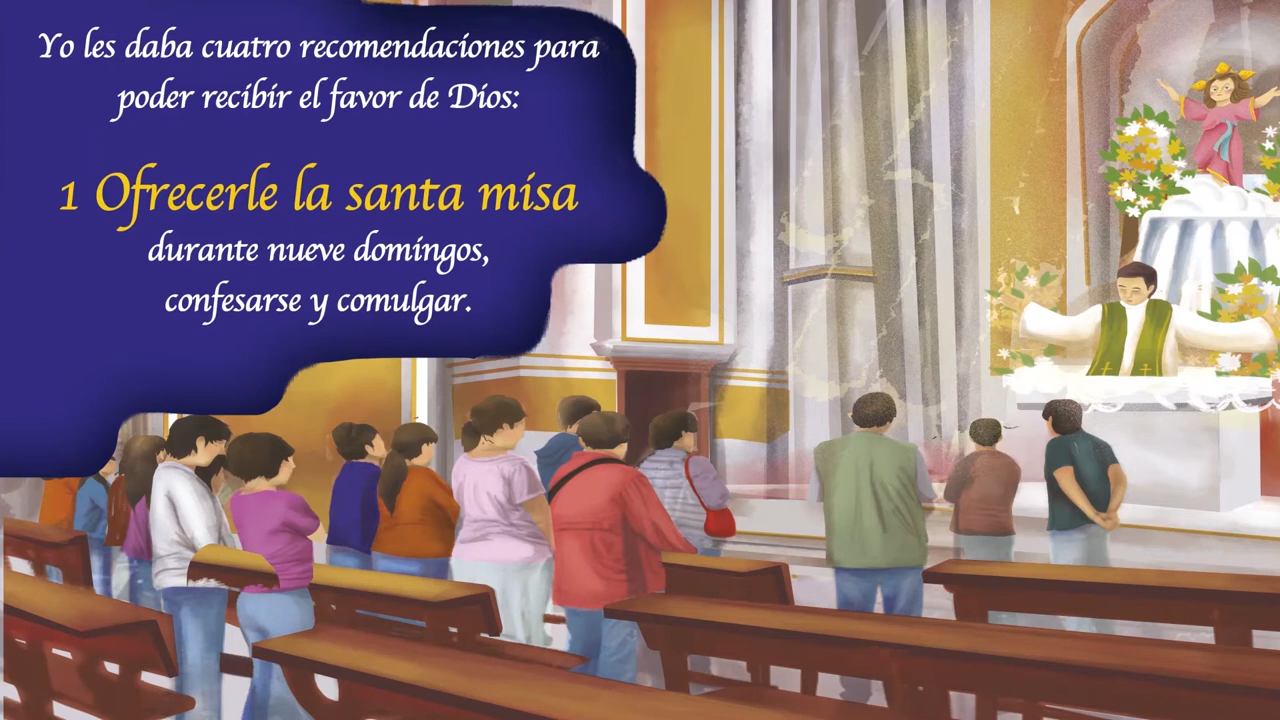 Yo les daba cuatro recomendaciones para
poder recibir el favor de Dios:
1 Ofrecerle la santa misa
durante nueve domingos,
confesarse y comulgar.